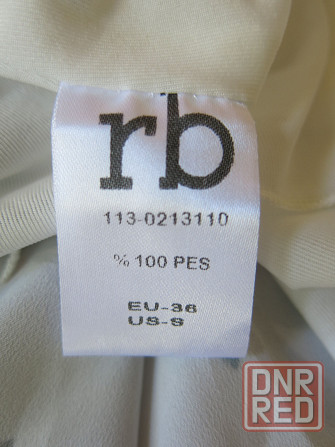 rb
113-0213110
% 100 PES
EU-36
US-S
DNR
RED